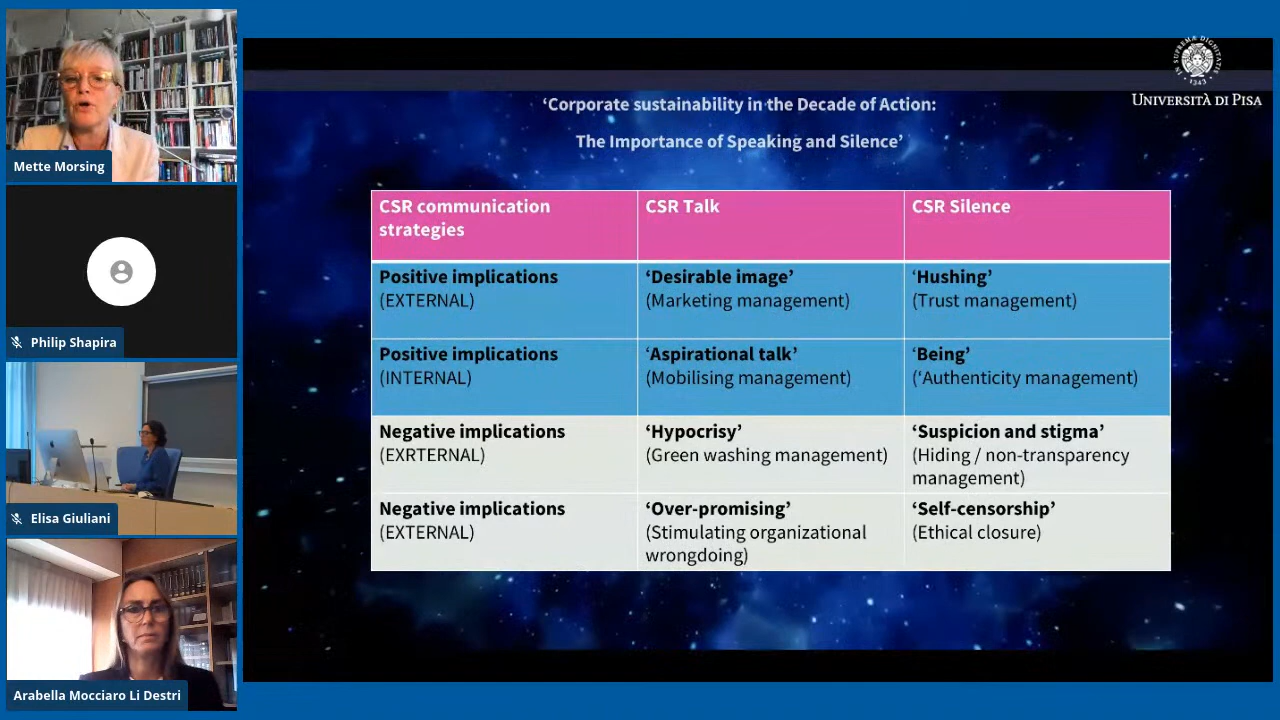 Mette Morsing
Philip Shapira
Elisa Giuliani
Arabella Mocciaro Li Destri
IN SUPREMA DIGNITATIS
1343
UNIVERSITÀ DI PISA
‘Corporate sustainability in the Decade of Action:
The Importance of Speaking and Silence’
CSR communication
strategies
CSR Talk
CSR Silence
Positive implications
(EXTERNAL)
‘Desirable image’
(Marketing management)
‘Hushing’
(Trust management)
Positive implications
(INTERNAL)
‘Aspirational talk’
(Mobilising management)
‘Being’
(‘Authenticity management)
Negative implications
(EXRTERNAL)
‘Hypocrisy’
(Green washing management)
‘Suspicion and stigma’
(Hiding / non-transparency
management)
Negative implications
(EXTERNAL)
‘Over-promising’
(Stimulating organizational
wrongdoing)
‘Self-censorship’
(Ethical closure)